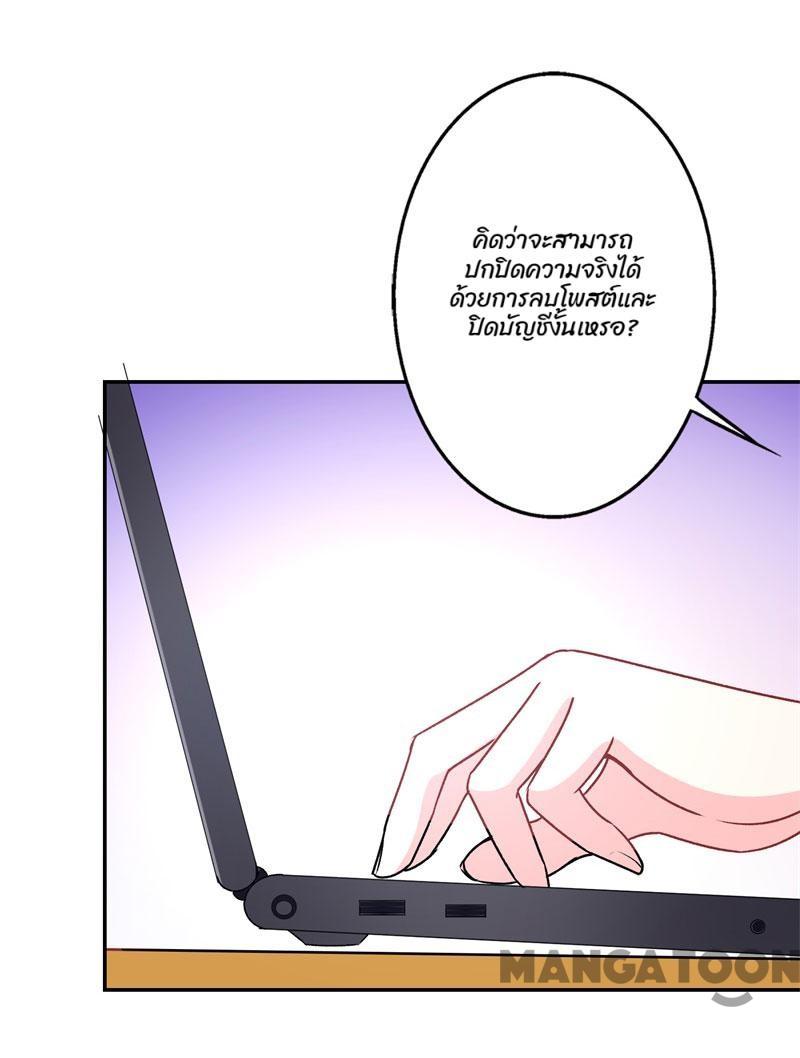 คิดว่าจะสามารถ
ปกปิดความจริงได้
ด้วยการลบโพสต์และ
ปิดบัญชีงั้นเหรอ?
MANGATOON